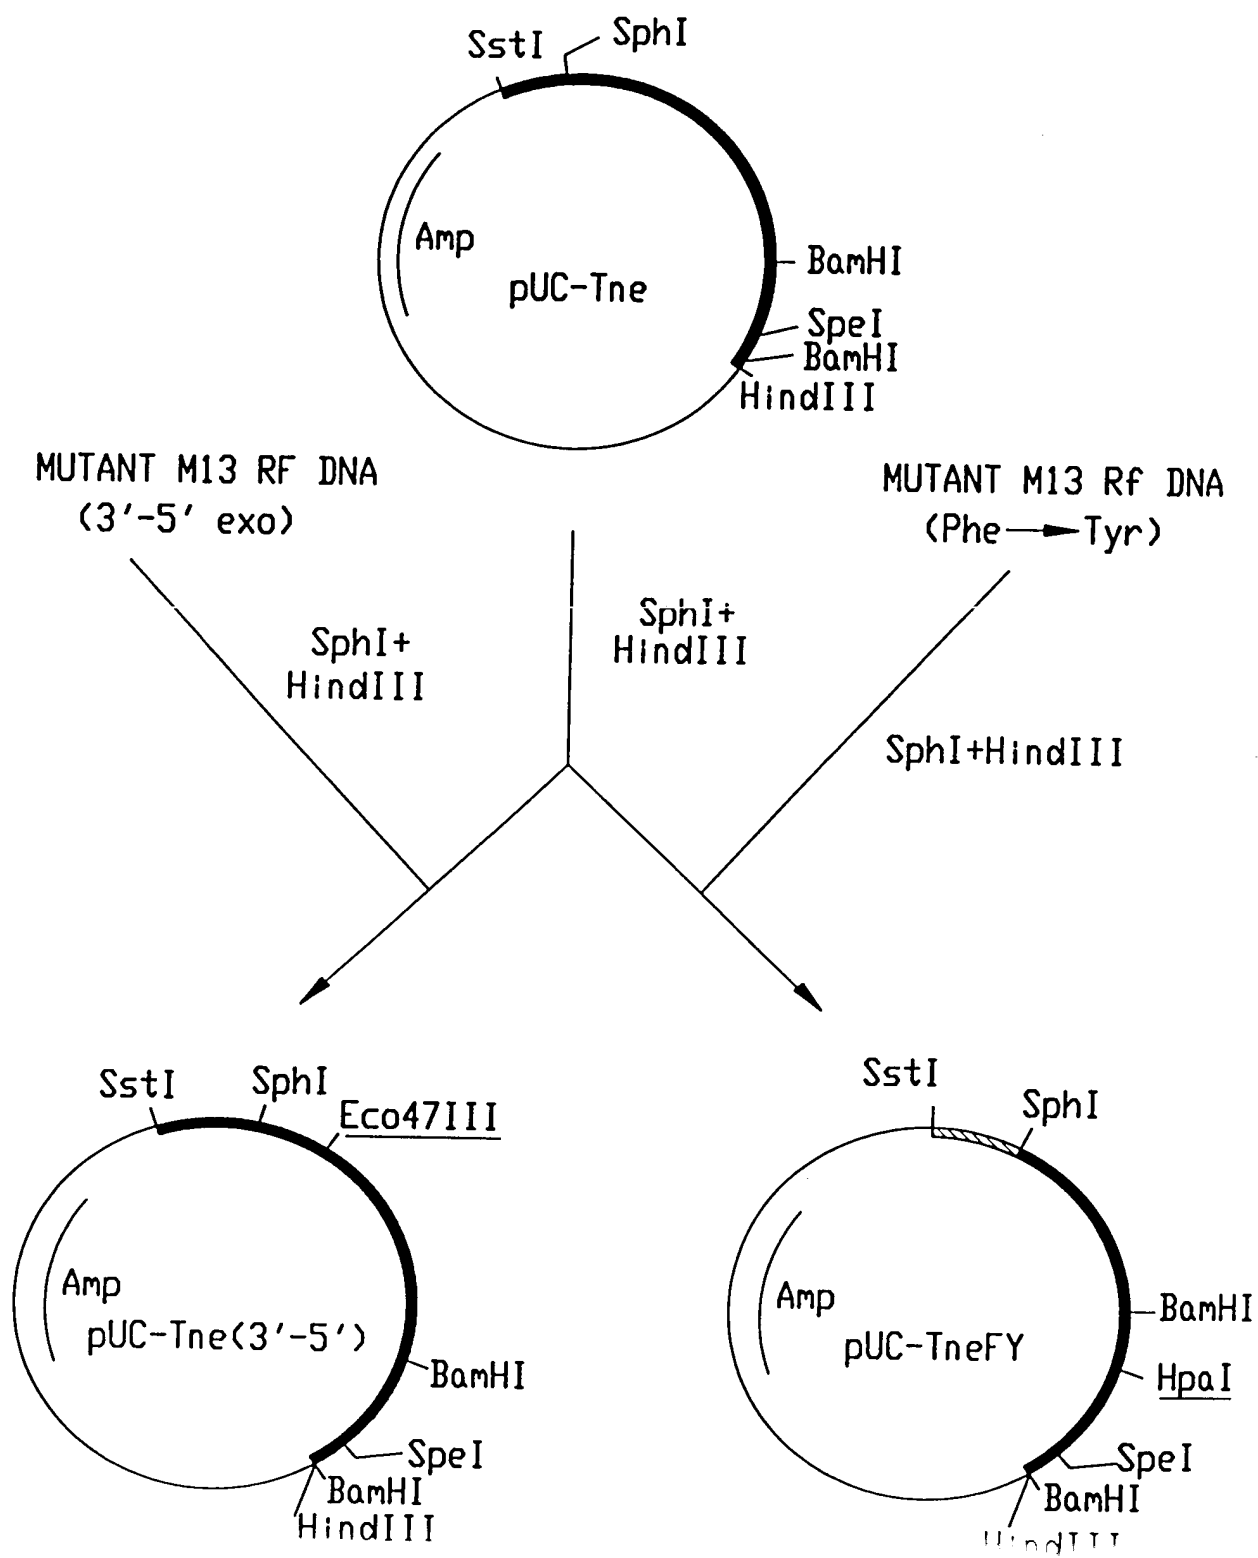 SstI
SphI
Amp
pUC-Tne
BamHI
SpeI
BamHI
HindIII
MUTANT M13 RF DNA
(3'-5' exo)
MUTANT M13 Rf DNA
(Phe→Tyr)
SphI+
HindIII
SphI+
HindIII
SphI+HindIII
SstI
SphI
Eco47III
Amp
pUC-Tne(3'-5')
BamHI
SpeI
BamHI
HindIII
SstI
SphI
Amp
pUC-TneFY
BamHI
HpaI
SpeI
BamHI
HindIII